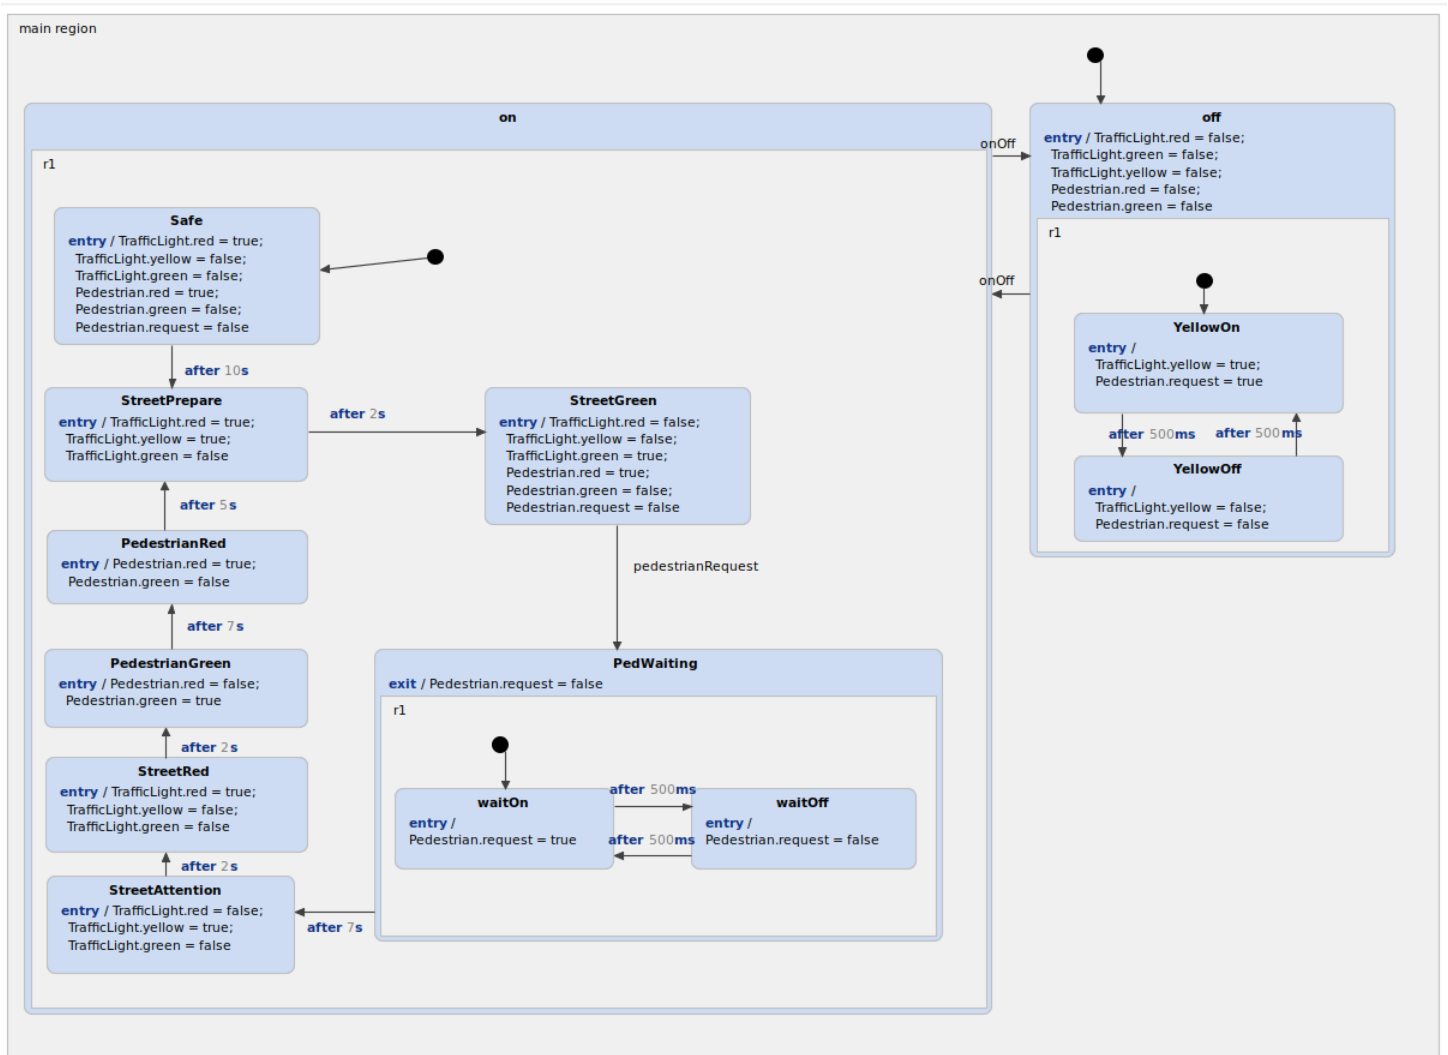 main region
on
r1
Safe
entry / TrafficLight.red = true;
TrafficLight.yellow = false;
TrafficLight.green = false;
Pedestrian.red = true;
Pedestrian.green = false;
Pedestrian.request = false
after 10s
StreetPrepare
entry / TrafficLight.red = true;
TrafficLight.yellow = true;
TrafficLight.green = false
after 2s
StreetGreen
entry / TrafficLight.red = false;
TrafficLight.yellow = false;
TrafficLight.green = true;
Pedestrian.red = true;
Pedestrian.green = false;
Pedestrian.request = false
after 5s
PedestrianRed
entry / Pedestrian.red = true;
Pedestrian.green = false
pedestrianRequest
after 7s
PedestrianGreen
entry / Pedestrian.red = false;
Pedestrian.green = true
after 2s
StreetRed
entry / TrafficLight.red = true;
TrafficLight.yellow = false;
TrafficLight.green = false
after 2s
StreetAttention
entry / TrafficLight.red = false;
TrafficLight.yellow = true;
TrafficLight.green = false
after 7s
PedWaiting
exit / Pedestrian.request = false
r1
waitOn
entry /
Pedestrian.request = true
after 500ms
after 500ms
waitOff
entry /
Pedestrian.request = false
onOff
onOff
off
entry / TrafficLight.red = false;
TrafficLight.green = false;
TrafficLight.yellow = false;
Pedestrian.red = false;
Pedestrian.green = false
r1
YellowOn
entry /
TrafficLight.yellow = true;
Pedestrian.request = true
after 500ms
after 500ms
YellowOff
entry /
TrafficLight.yellow = false;
Pedestrian.request = false